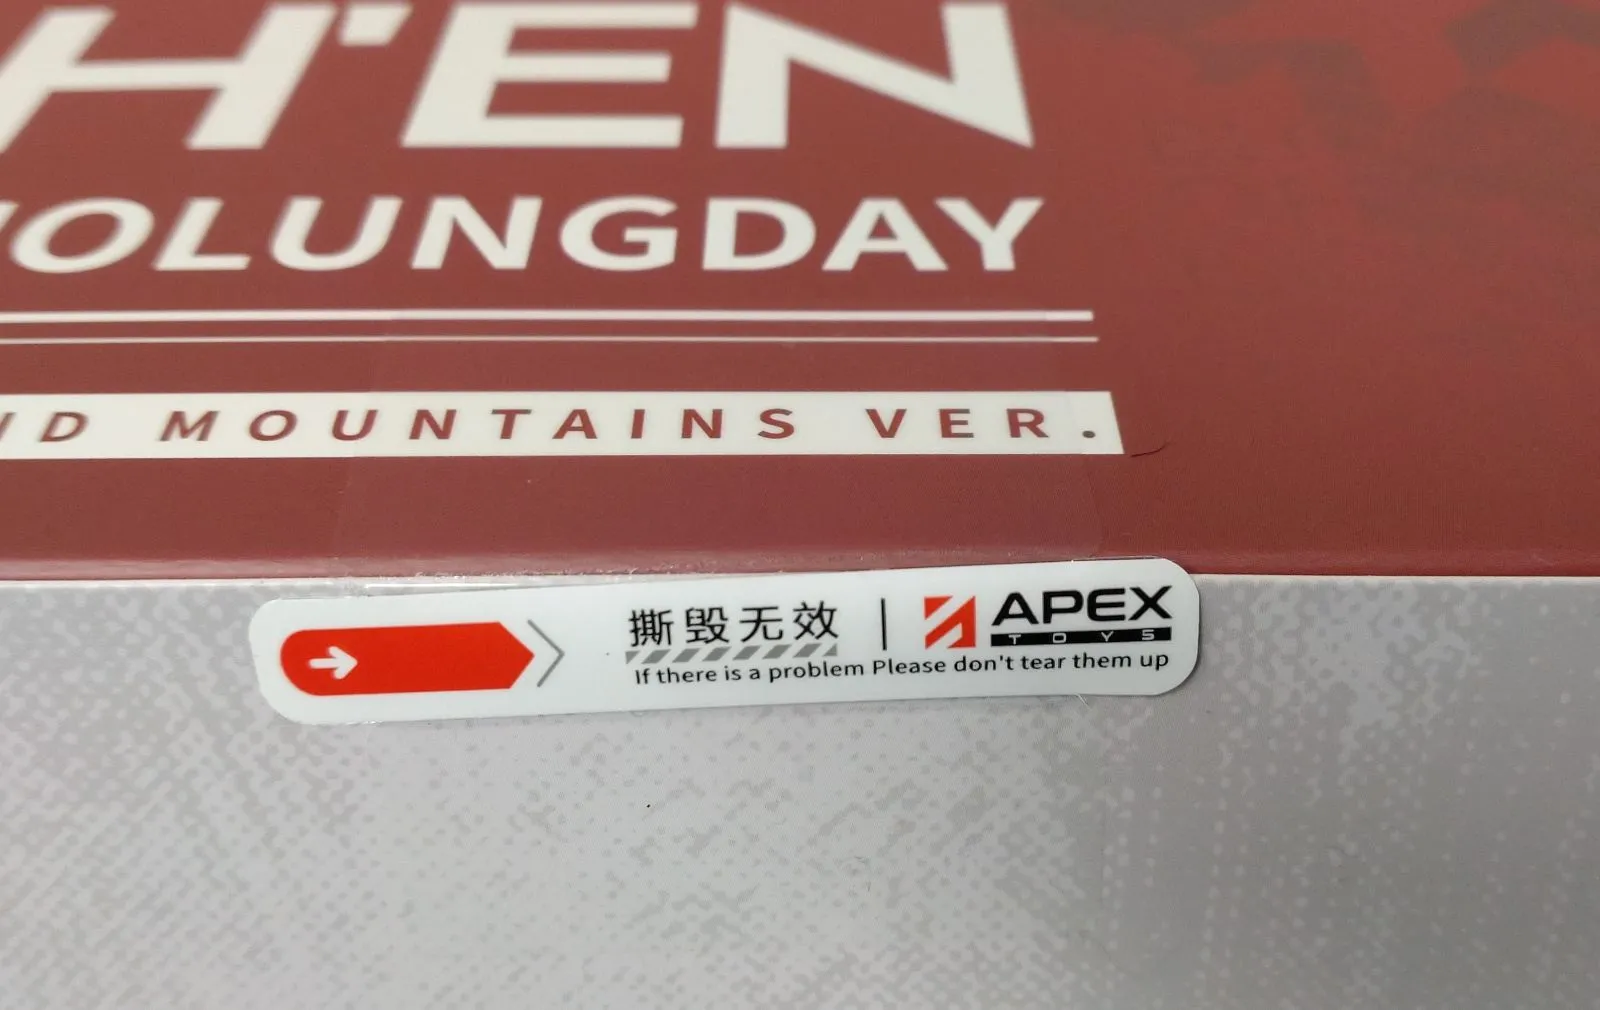 H'EN
OLUNGDAY
ND MOUNTAINS VER.
撕毁无效
APEX
TOYS
If there is a problem Please don't tear them up